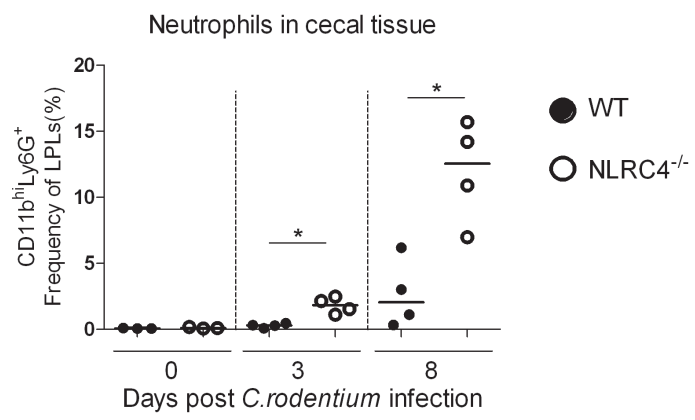 Neutrophils in cecal tissue
CD11b^hi Ly6G^+
Frequency of LPLs(%)
20
15
10
5
0
*
*
WT
NLRC4^-/-
0 3 8
Days post C.rodentium infection